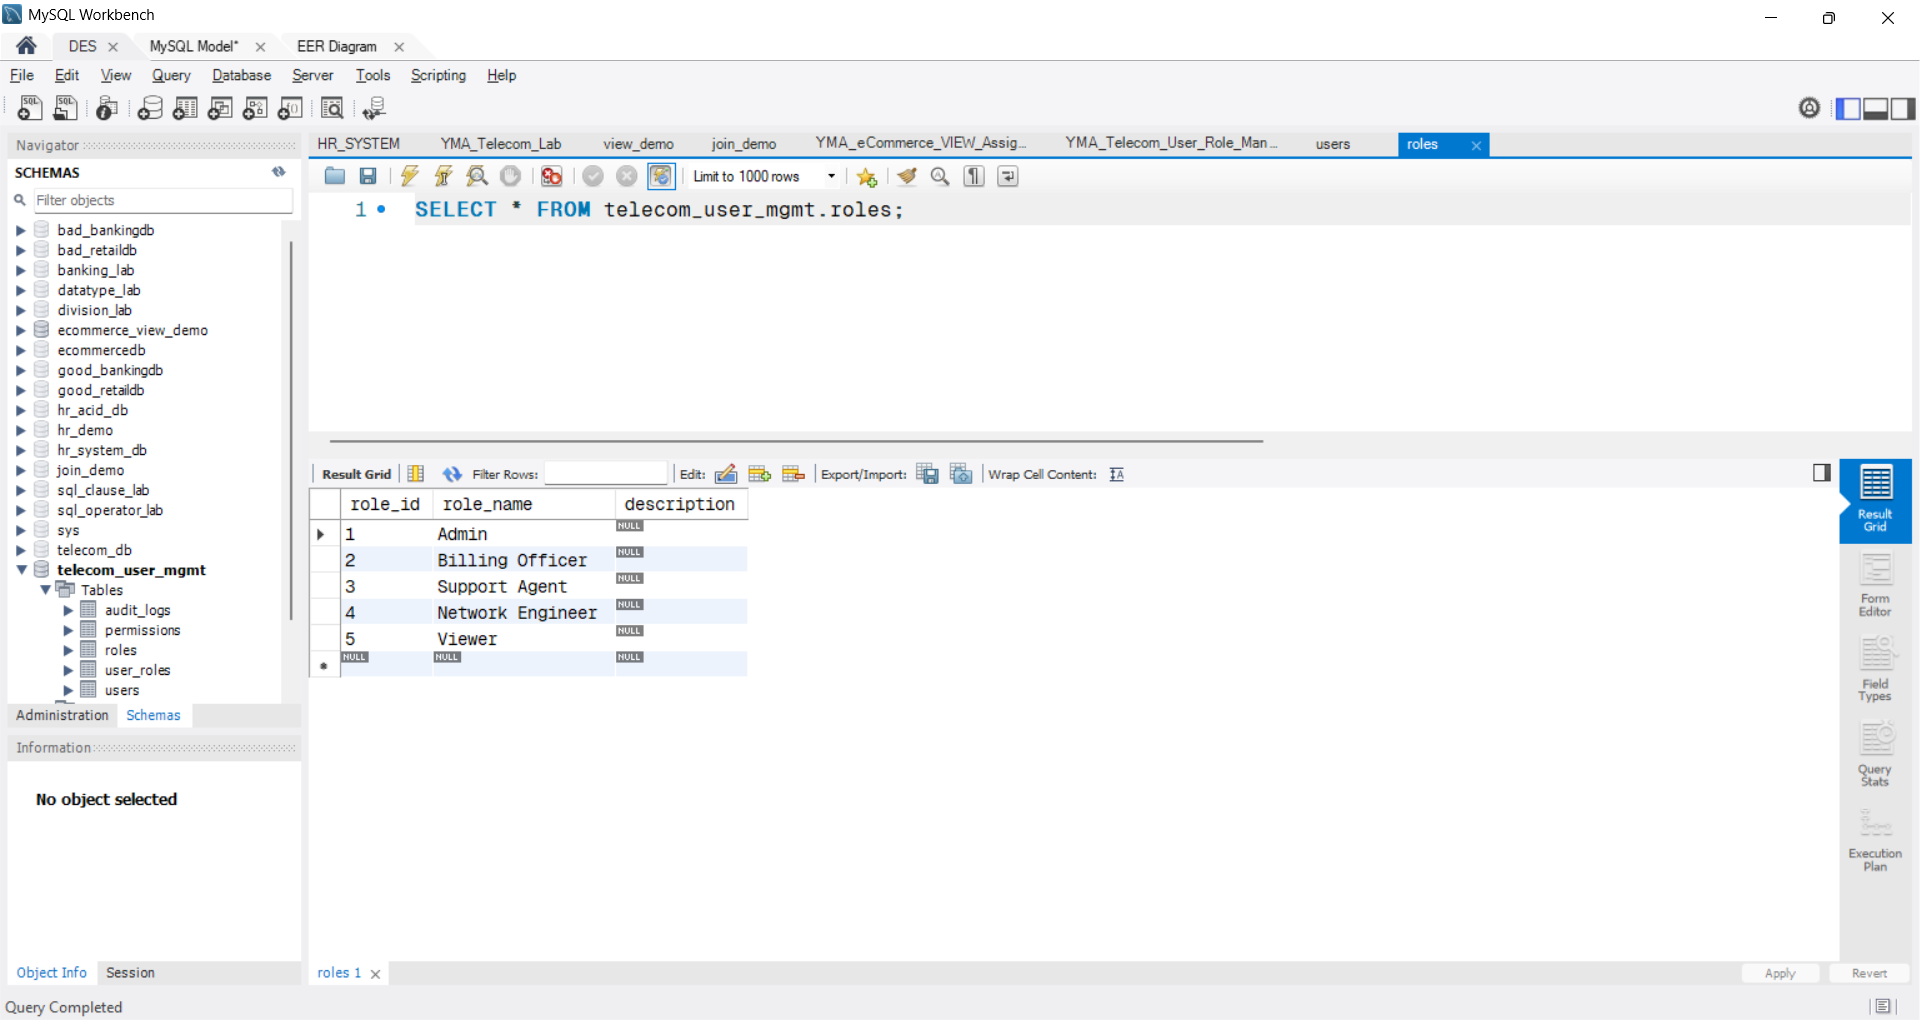 MySQL Workbench
DES
MySQL Model*
EER Diagram
File Edit View Query Database Server Tools Scripting Help
Navigator
SCHEMAS
Filter objects
bad_bankingdb
bad_retaildb
banking_lab
datatype_lab
division_lab
ecommerce_view_demo
ecommercedb
good_bankingdb
good_retaildb
hr_acid_db
hr_demo
hr_system_db
join_demo
sql_clause_lab
sql_operator_lab
sys
telecom_db
telecom_user_mgmt
Tables
audit_logs
permissions
roles
user_roles
users
Administration Schemas
Information
No object selected
Object Info Session
HR_SYSTEM YMA_Telecom_Lab view_demo join_demo YMA_eCommerce_VIEW_Assig... YMA_Telecom_User_Role_Man... users roles
Limit to 1000 rows
1 SELECT * FROM telecom_user_mgmt.roles;
Result Grid Filter Rows: Edit: Export/Import: Wrap Cell Content:
role_id role_name description
1 Admin NULL
2 Billing Officer NULL
3 Support Agent NULL
4 Network Engineer NULL
5 Viewer NULL
* NULL NULL NULL
Result
Grid
Form
Editor
Field
Types
Query
Stats
Execution
Plan
roles 1
Apply Revert
Query Completed